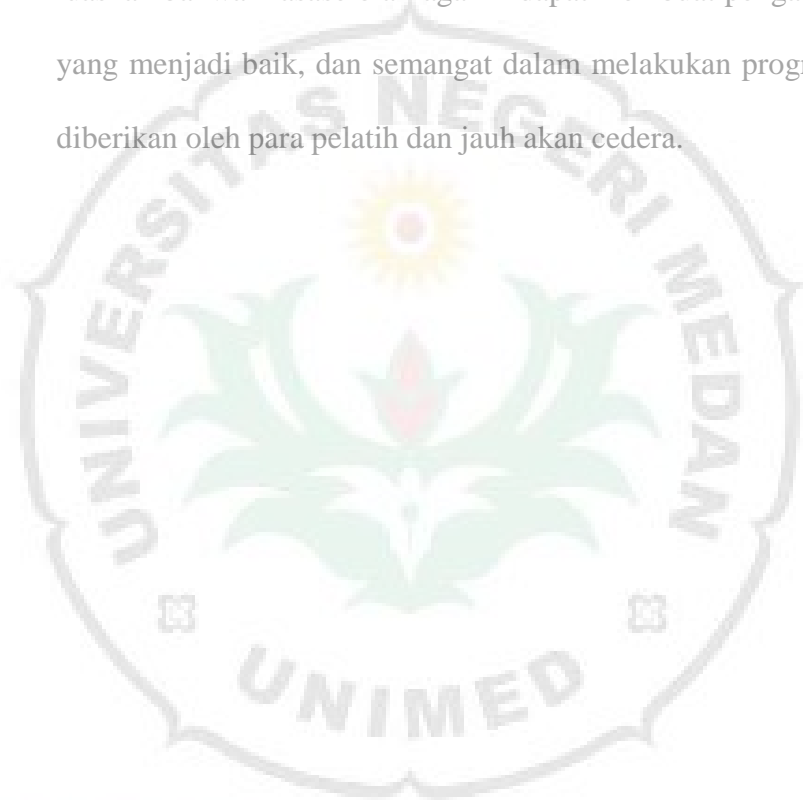 yang menjadi baik, dan semangat dalam melakukan
diberikan oleh para pelatih dan jauh akan cedera.
UNIVERSITAS NEGERI MEDAN
UNIMED